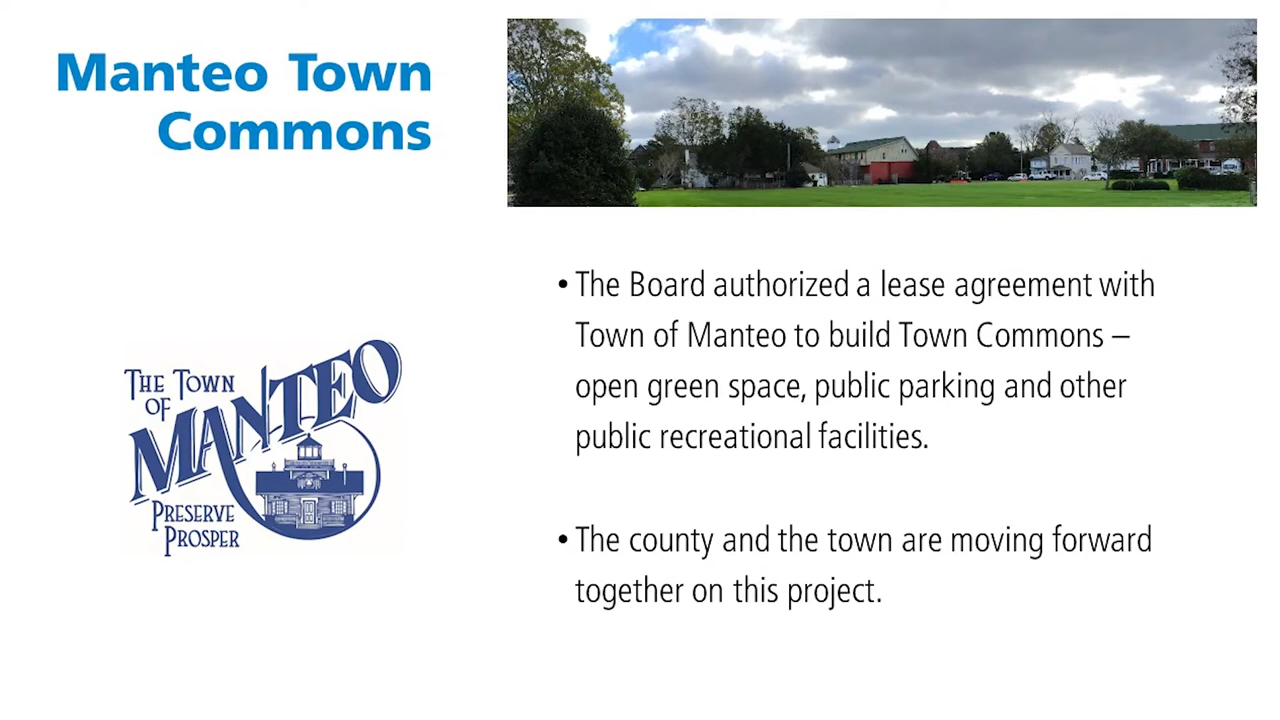 Manteo Town
Commons
• The Board authorized a lease agreement with
Town of Manteo to build Town Commons –
open green space, public parking and other
public recreational facilities.
• The county and the town are moving forward
together on this project.
THE TOWN
OF
MANTEO
PRESERVE
PROSPER